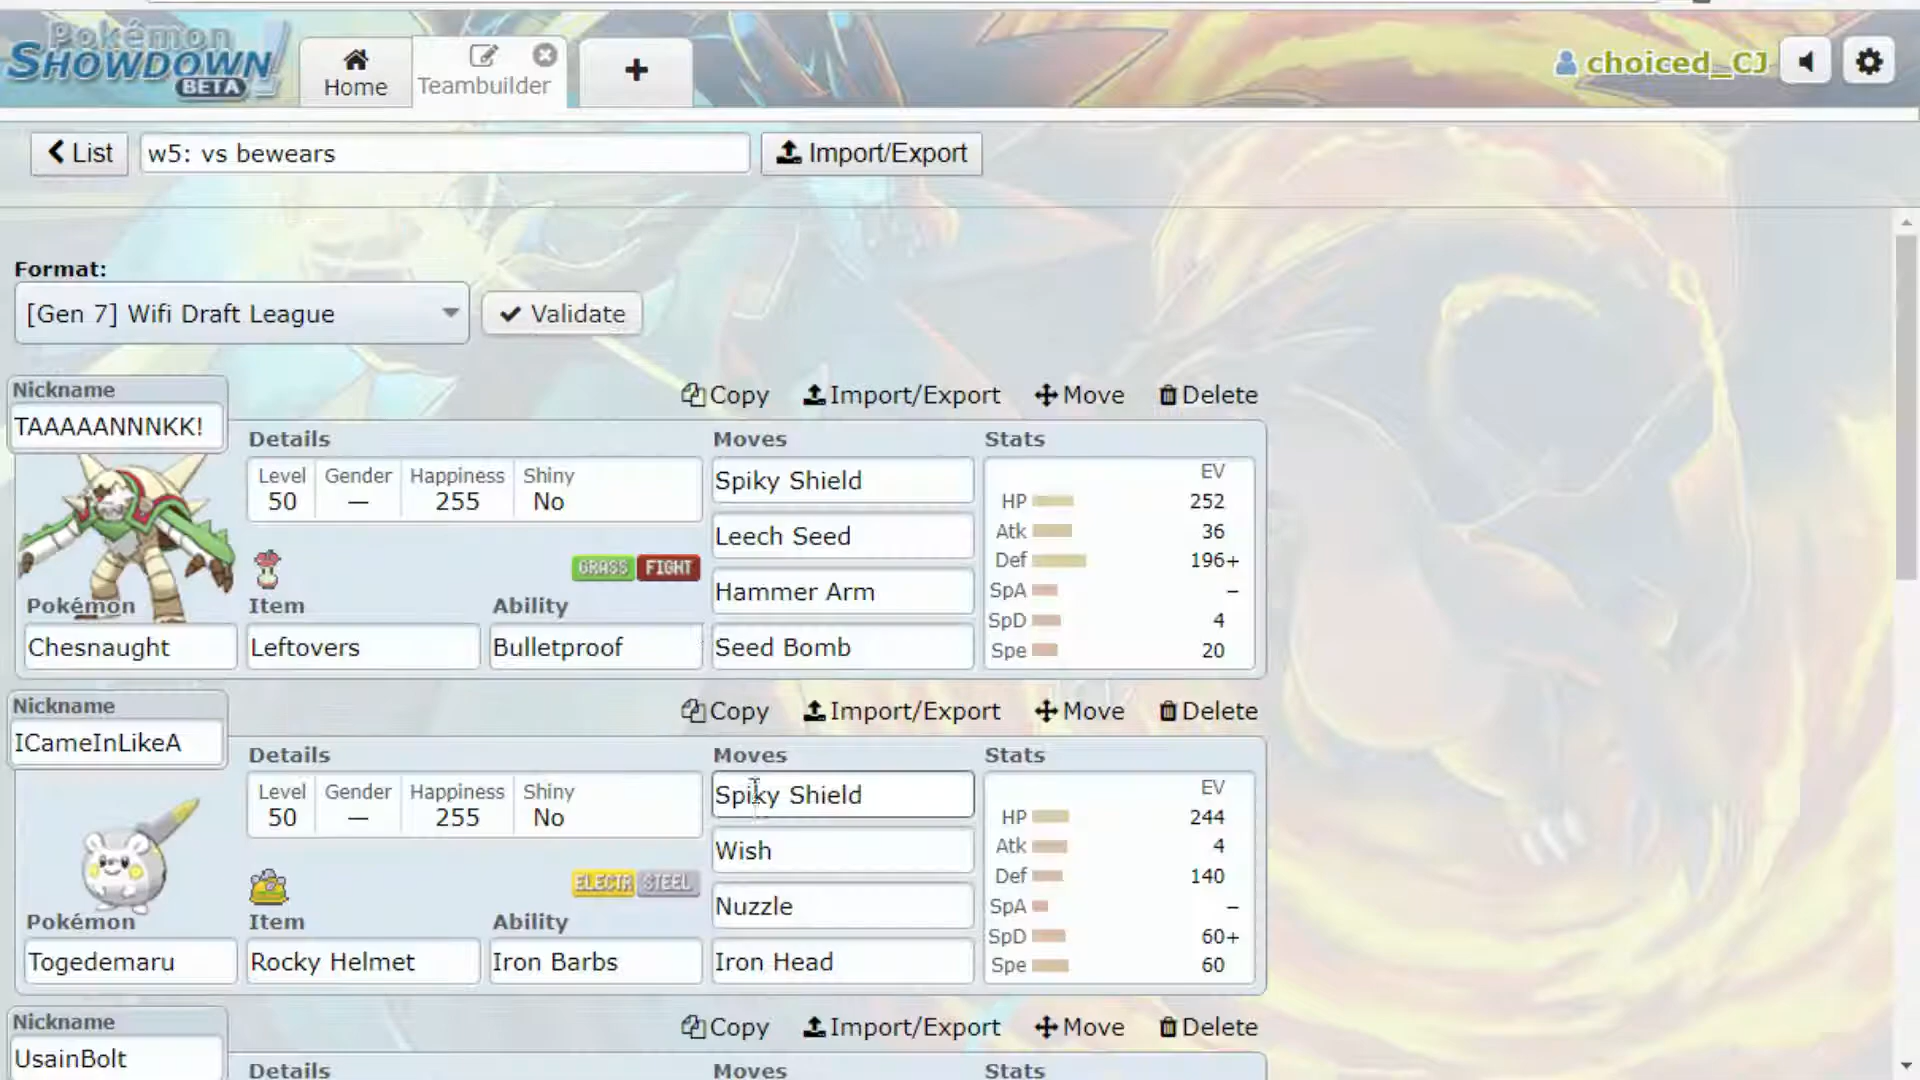 Pokémon
SHOWDOWN!
BETA
Home
Teambuilder
+
choiced_CJ
List
w5: vs bewears
Import/Export
Format:
[Gen 7] Wifi Draft League
Validate
Nickname
TAAAAANNNKK!
Copy Import/Export Move Delete
Details
Moves
Stats
Level Gender Happiness Shiny
50 — 255 No
Spiky Shield
Leech Seed
Hammer Arm
Seed Bomb
EV
HP 252
Atk 36
Def 196+
SpA –
SpD 4
Spe 20
GRASS FIGHT
Pokémon Item Ability
Chesnaught Leftovers Bulletproof
Nickname
ICameInLikeA
Copy Import/Export Move Delete
Details
Moves
Stats
Level Gender Happiness Shiny
50 — 255 No
Spiky Shield
Wish
Nuzzle
Iron Head
EV
HP 244
Atk 4
Def 140
SpA –
SpD 60+
Spe 60
ELECTR STEEL
Pokémon Item Ability
Togedemaru Rocky Helmet Iron Barbs
Nickname
UsainBolt
Copy Import/Export Move Delete
Details
Moves
Stats